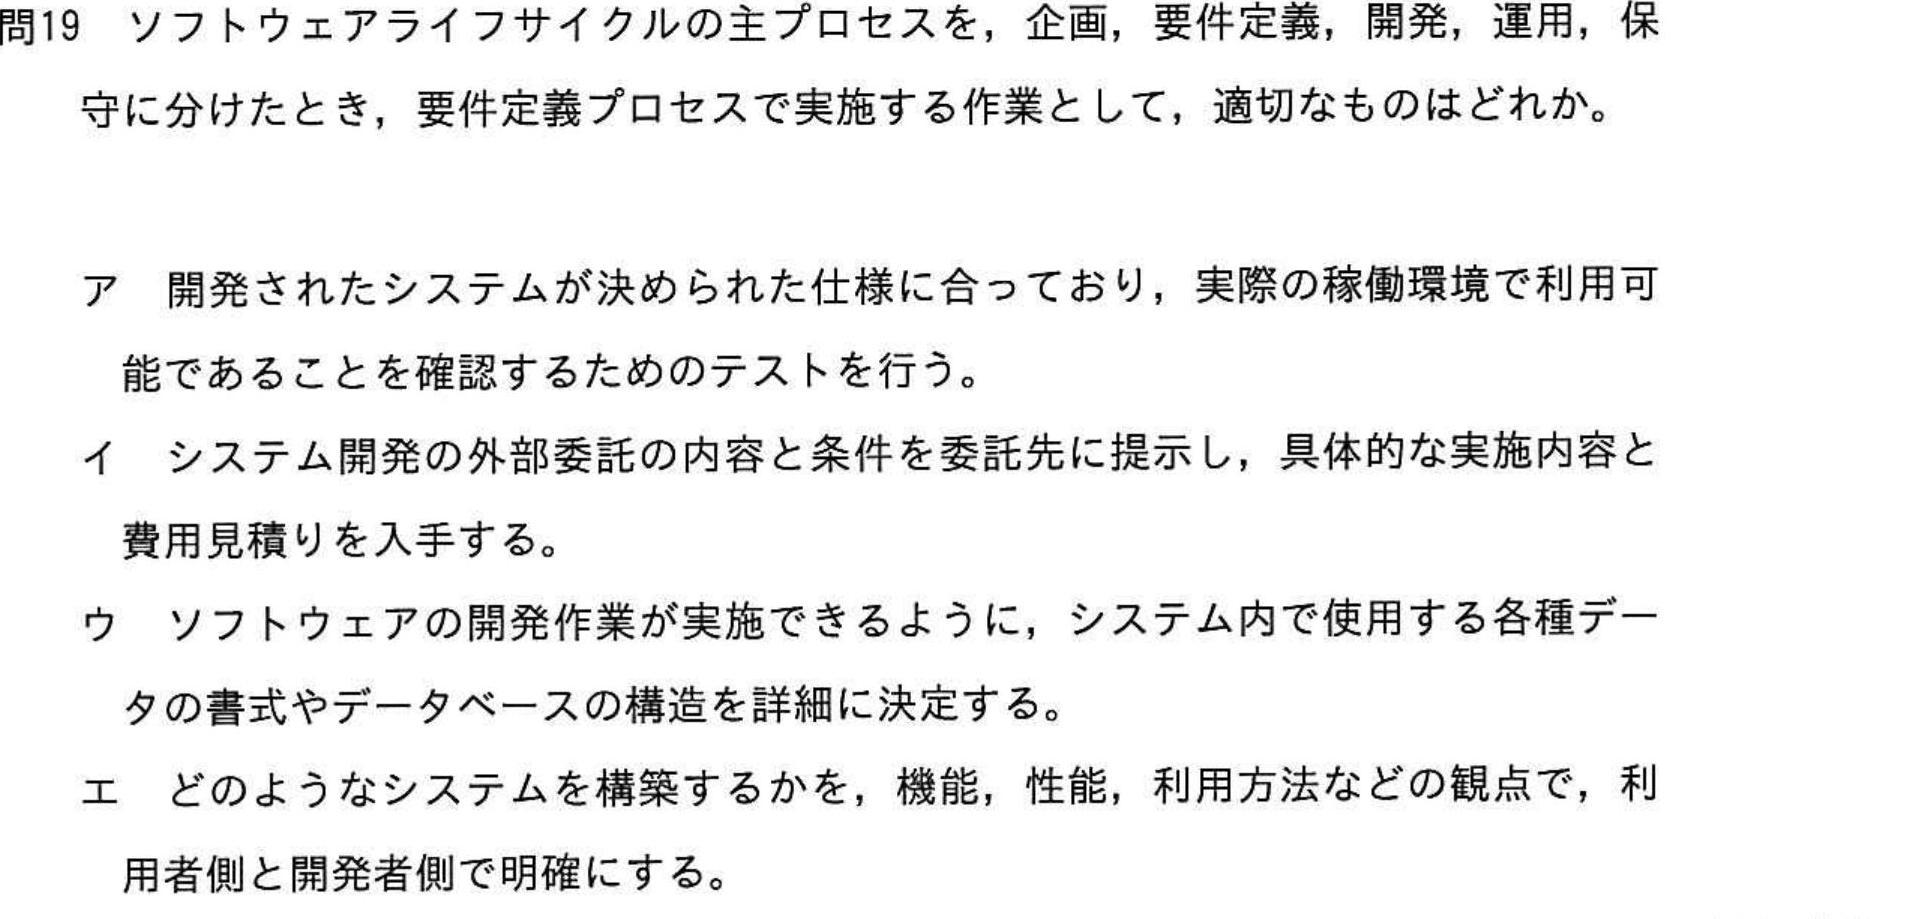 問19　ソフトウェアライフサイクルの主プロセスを，企画，要件定義，開発，運用，保
守に分けたとき，要件定義プロセスで実施する作業として，適切なものはどれか。
ア　開発されたシステムが決められた仕様に合っており，実際の稼働環境で利用可
能であることを確認するためのテストを行う。
イ　システム開発の外部委託の内容と条件を委託先に提示し，具体的な実施内容と
費用見積りを入手する。
ウ　ソフトウェアの開発作業が実施できるように，システム内で使用する各種デー
タの書式やデータベースの構造を詳細に決定する。
エ　どのようなシステムを構築するかを，機能，性能，利用方法などの観点で，利
用者側と開発者側で明確にする。